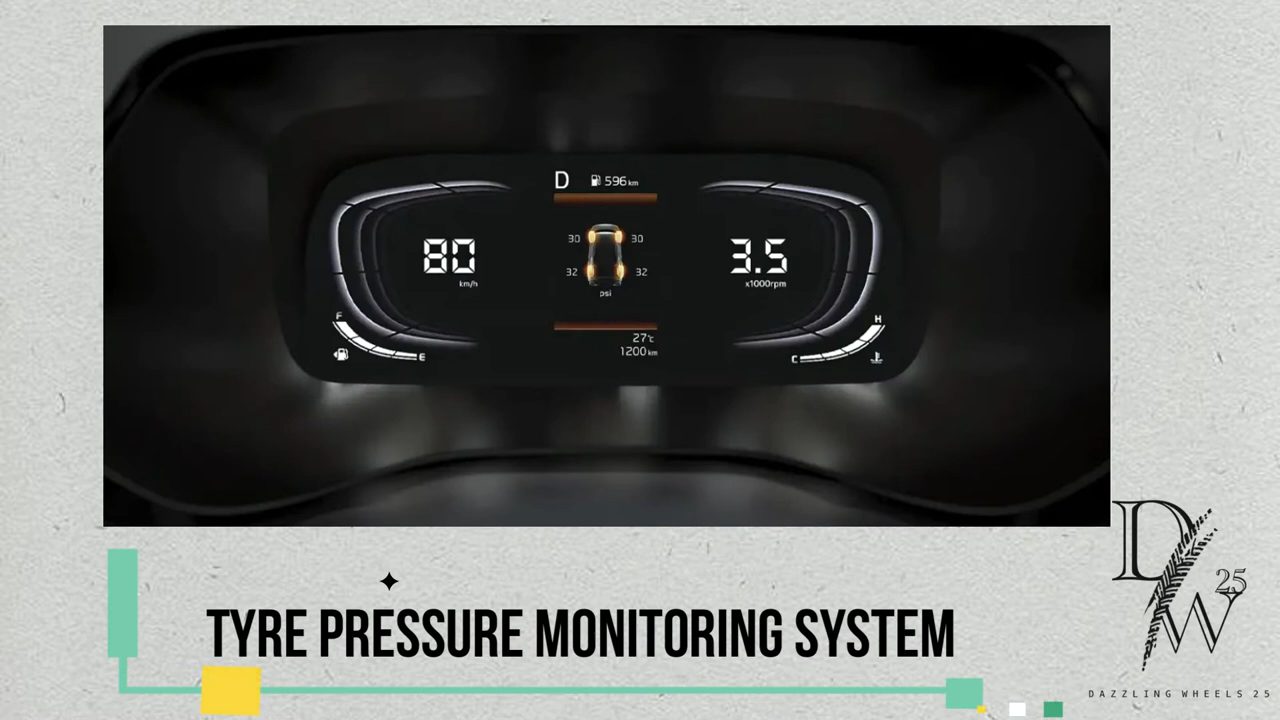 D 596 km
30 30
80 km/h
3.5 x1000rpm
32 32
psi
F
E
H
C
27°c
1200 km
TYRE PRESSURE MONITORING SYSTEM
DW 25
DAZZLING WHEELS 25